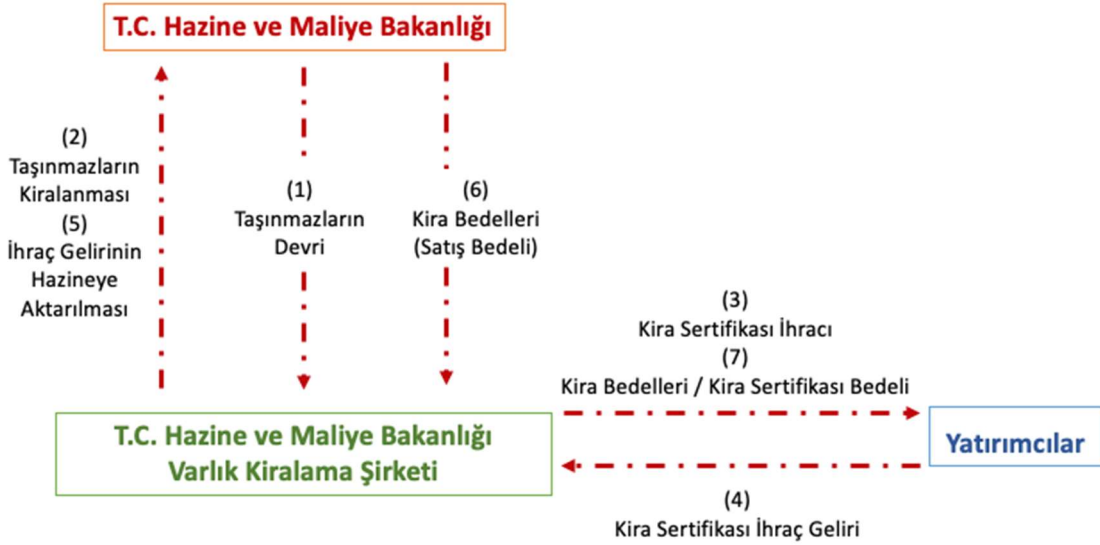 T.C. Hazine ve Maliye Bakanlığı
(2)
Taşınmazların
Kiralanması
(5)
İhraç Gelirinin
Hazineye
Aktarılması
(1)
Taşınmazların
Devri
(6)
Kira Bedelleri
(Satış Bedeli)
(3)
Kira Sertifikası İhracı
(7)
Kira Bedelleri / Kira Sertifikası Bedeli
T.C. Hazine ve Maliye Bakanlığı
Varlık Kiralama Şirketi
Yatırımcılar
(4)
Kira Sertifikası İhraç Geliri